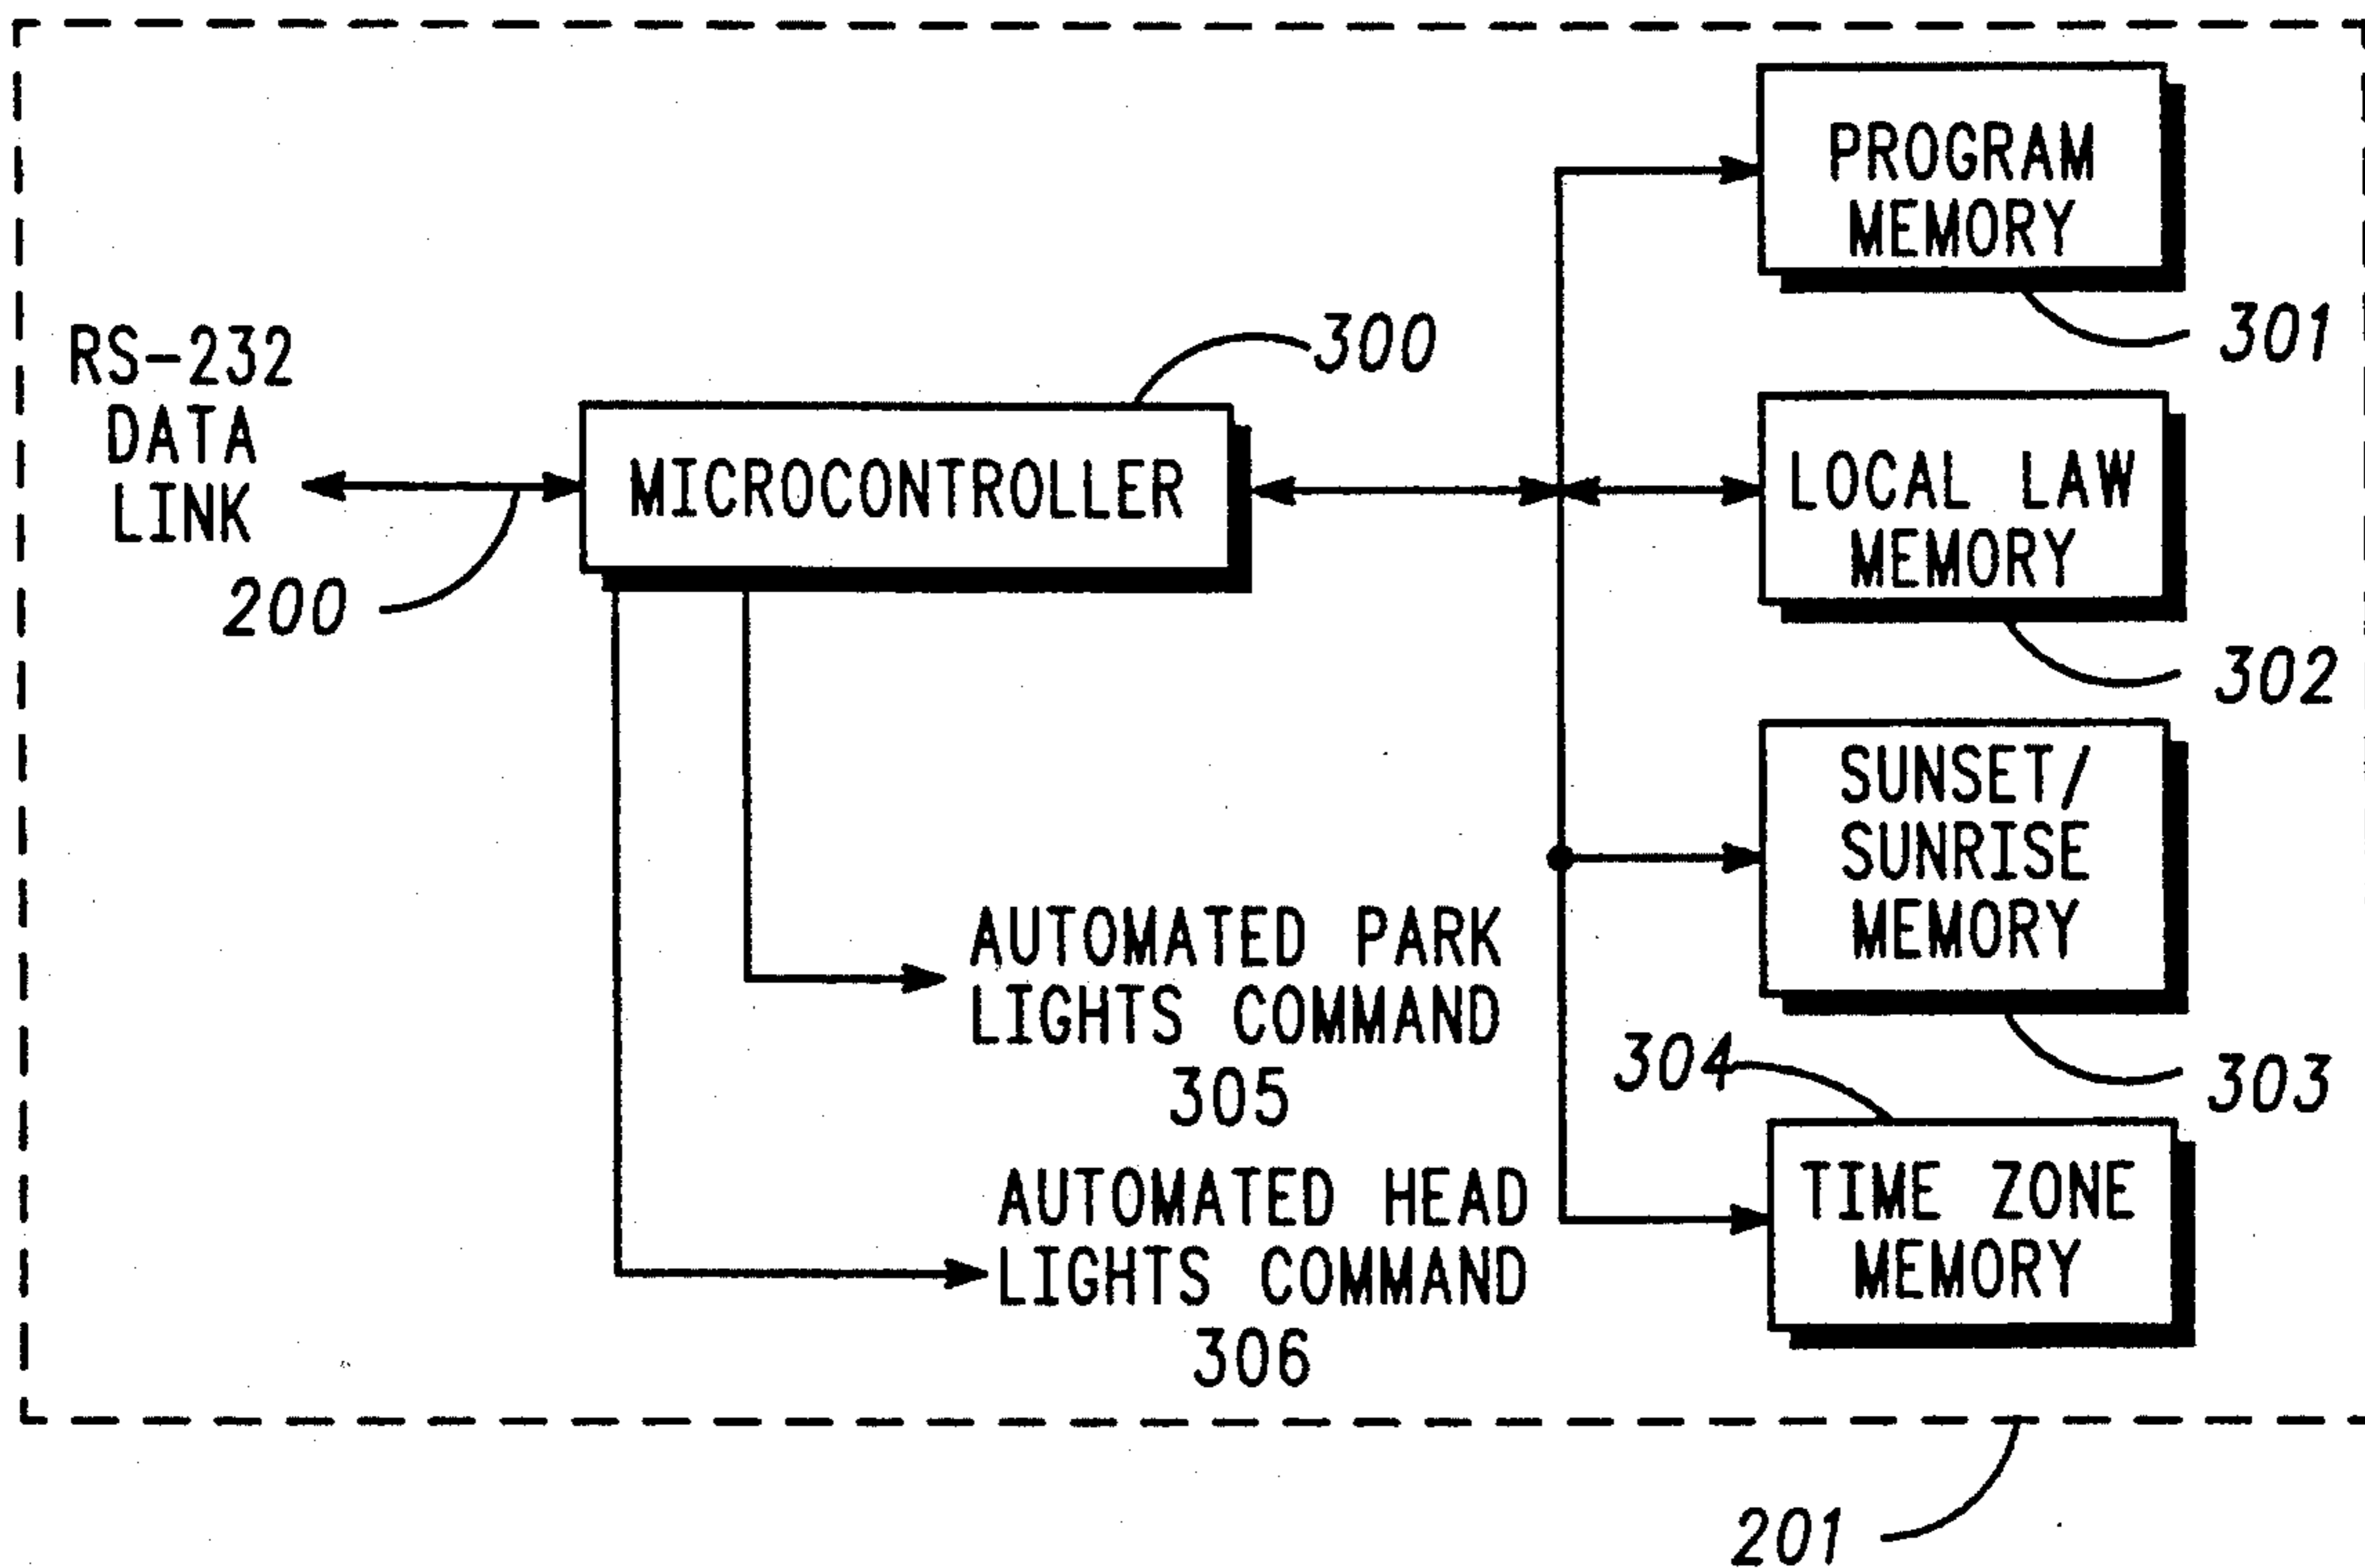 PROGRAM
MEMORY
301
RS-232
DATA
LINK
200
300
MICROCONTROLLER
LOCAL LAW
MEMORY
302
SUNSET/
SUNRISE
MEMORY
303
AUTOMATED PARK
LIGHTS COMMAND
305
304
TIME ZONE
MEMORY
AUTOMATED HEAD
LIGHTS COMMAND
306
201